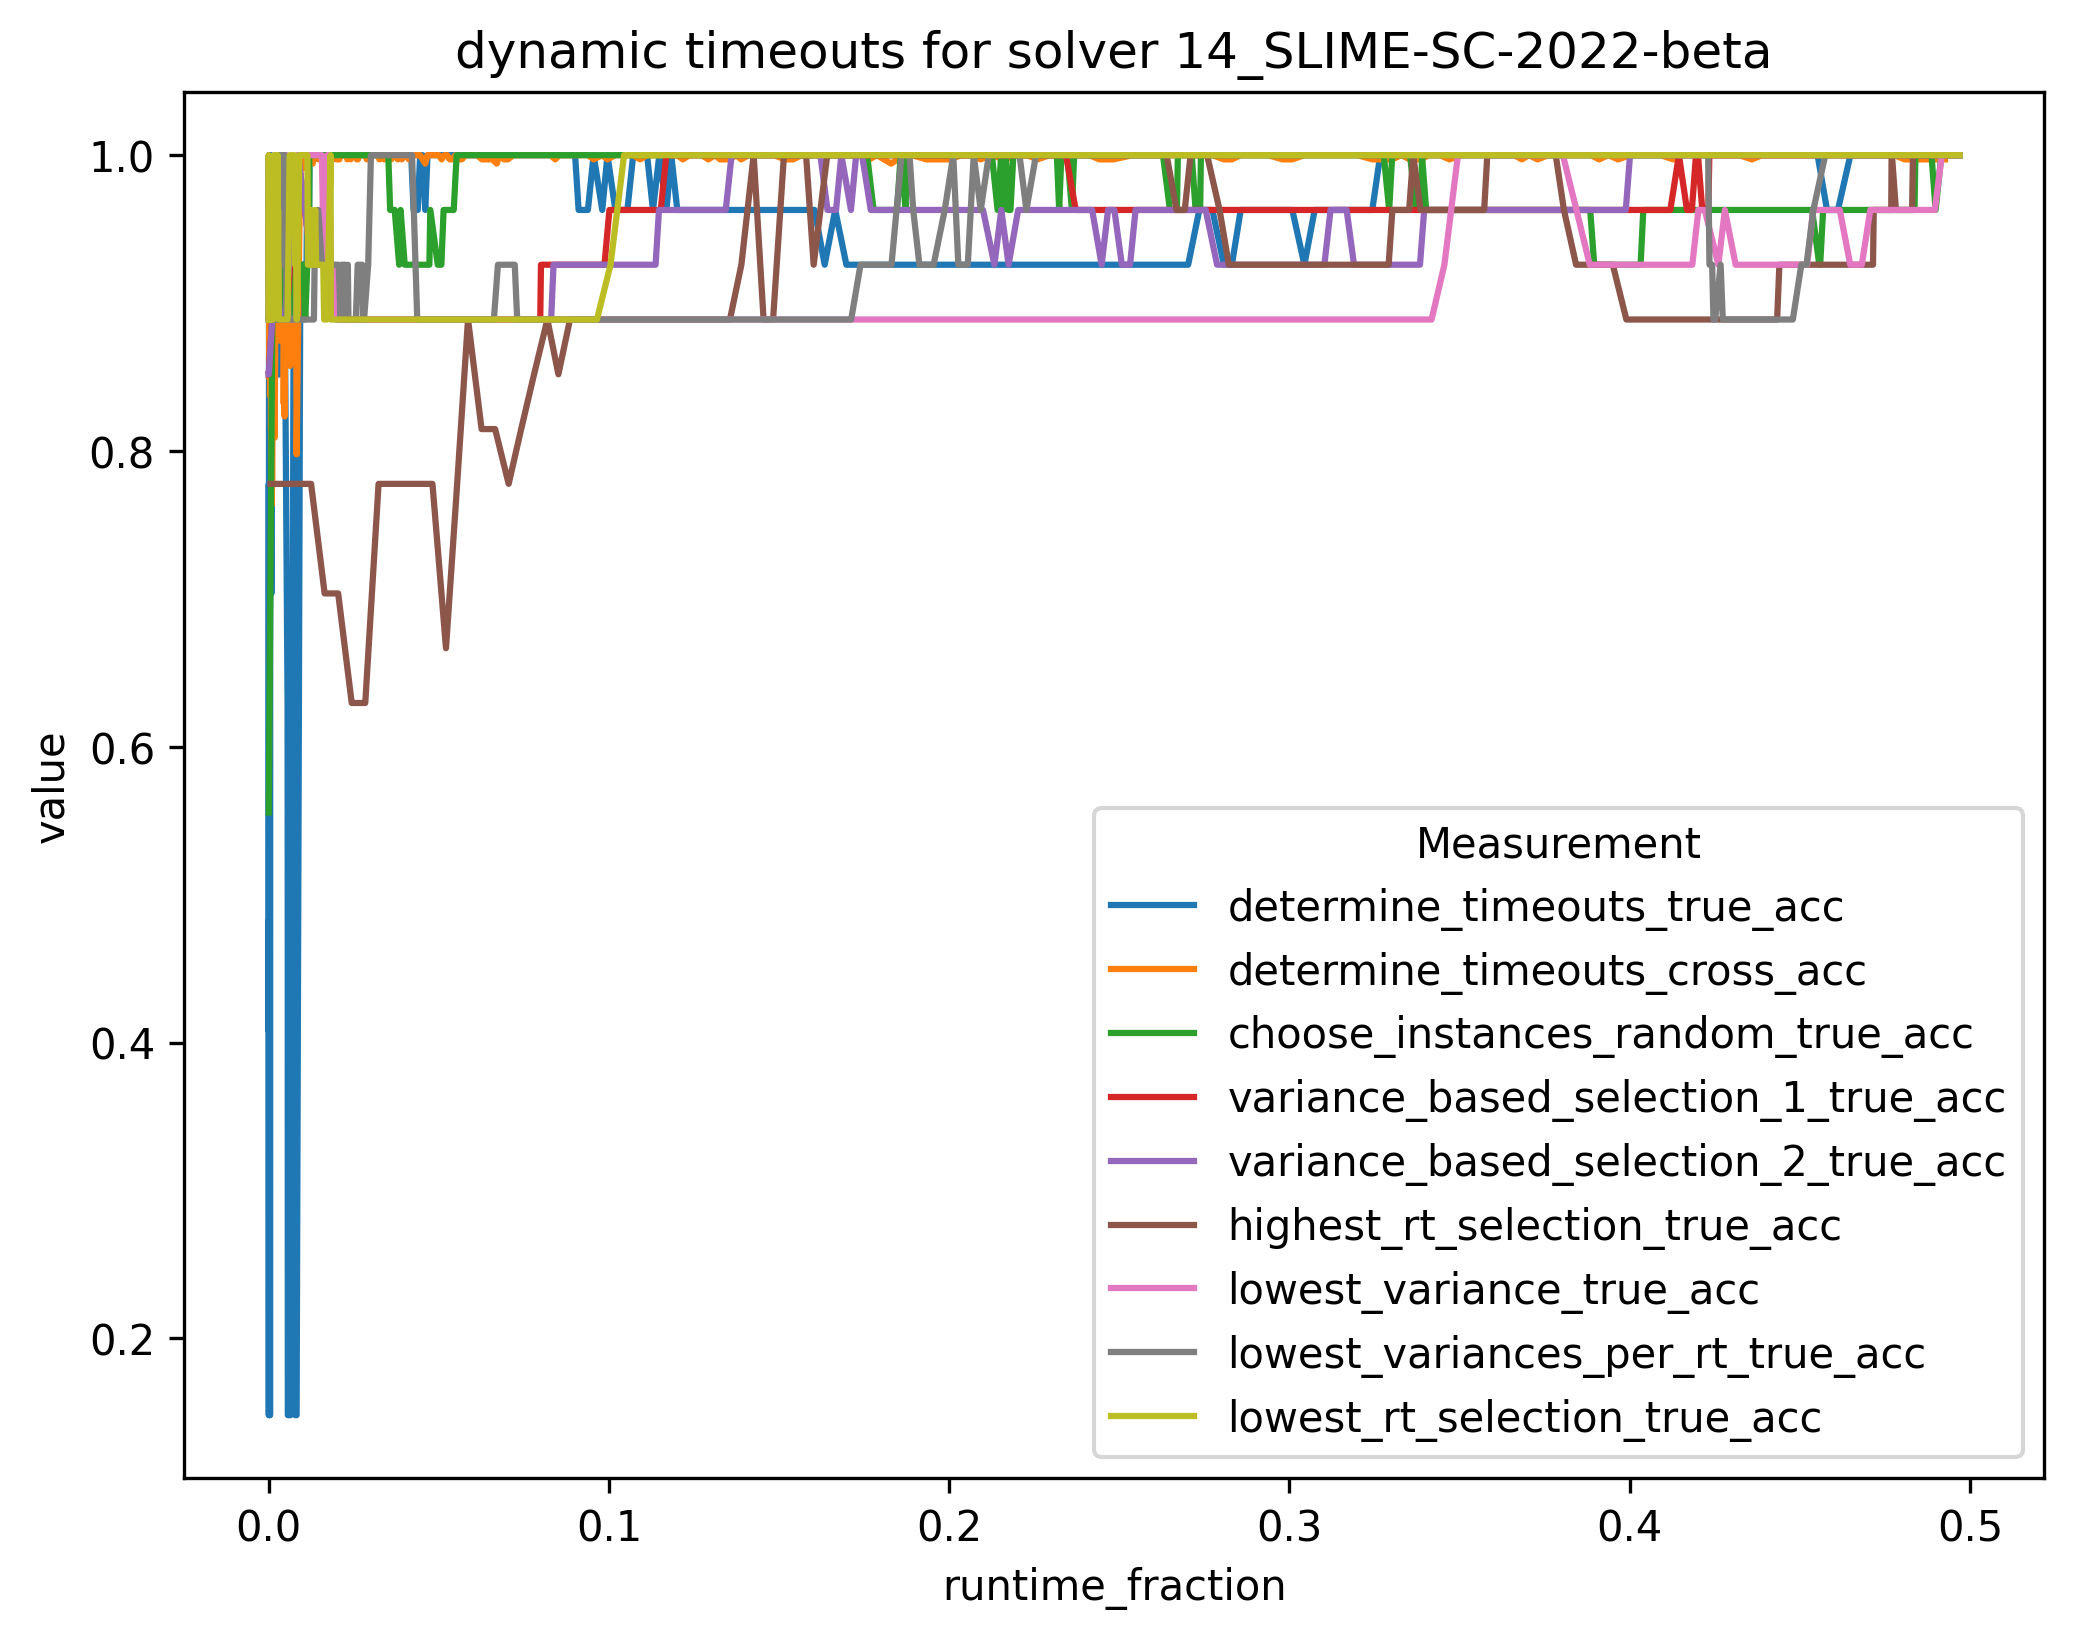 dynamic timeouts for solver 14_SLIME-SC-2022-beta
1.0
0.8
0.6
0.4
0.2
value
0.0 0.1 0.2 0.3 0.4 0.5
runtime_fraction
Measurement
determine_timeouts_true_acc
determine_timeouts_cross_acc
choose_instances_random_true_acc
variance_based_selection_1_true_acc
variance_based_selection_2_true_acc
highest_rt_selection_true_acc
lowest_variance_true_acc
lowest_variances_per_rt_true_acc
lowest_rt_selection_true_acc